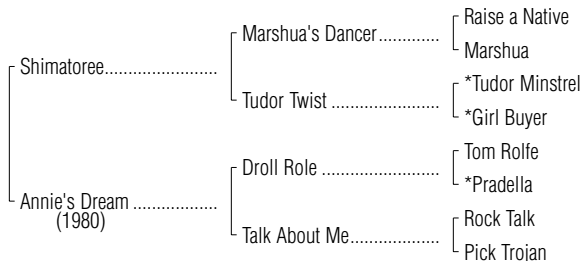 Raise a Native
Marshua's Dancer.............
Marshua
Shimatoree........................
*Tudor Minstrel
Tudor Twist .......................
*Girl Buyer
Tom Rolfe
Droll Role .........................
*Pradella
Annie's Dream ..................
(1980)
Rock Talk
Talk About Me...................
Pick Trojan